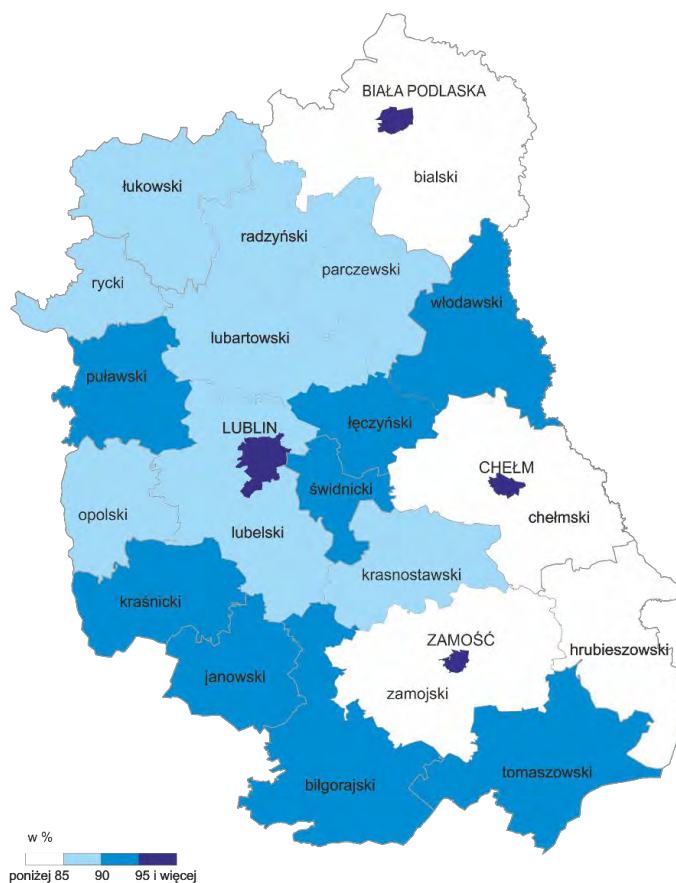 BIAŁA PODLASKA
bialski
łukowski
radzyński
parczewski
rycki
włodawski
lubartowski
puławski
łęczyński
LUBLIN
CHEŁM
świdnicki
opolski
chełmski
lubelski
krasnostawski
kraśnicki
ZAMOŚĆ
hrubieszowski
janowski
zamojski
tomaszowski
biłgorajski
w %
poniżej 85 90 95 i więcej